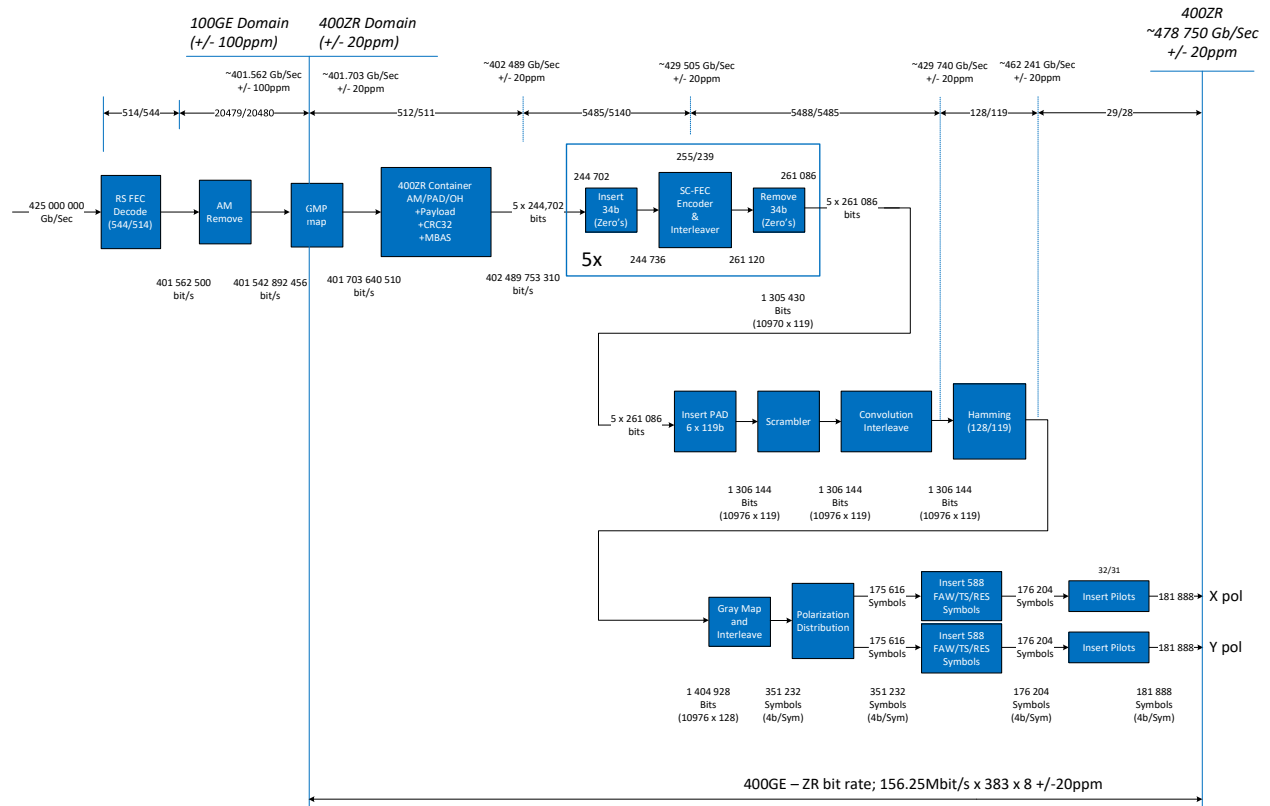 100GE Domain
(+/- 100ppm)
400ZR Domain
(+/- 20ppm)
400ZR
~478 750 Gb/Sec
+/- 20ppm
~401.562 Gb/Sec
+/- 100ppm
~401.703 Gb/Sec
+/- 20ppm
~402 489 Gb/Sec
+/- 20ppm
~429 505 Gb/Sec
+/- 20ppm
~429 740 Gb/Sec
+/- 20ppm
~462 241 Gb/Sec
+/- 20ppm
514/544
20479/20480
512/511
5485/5140
5488/5485
128/119
29/28
425 000 000
Gb/Sec
RS FEC
Decode
(544/514)
AM
Remove
GMP
map
400ZR Container
AM/PAD/OH
+Payload
+CRC32
+MBAS
5 x 244,702
bits
255/239
244 702
261 086
Insert
34b
(Zero's)
SC-FEC
Encoder
&
Interleaver
Remove
34b
(Zero's)
5x
244 736
261 120
5 x 261 086
bits
401 562 500
bit/s
401 542 892 456
bit/s
401 703 640 510
bit/s
402 489 753 310
bit/s
1 305 430
Bits
(10970 x 119)
5 x 261 086
bits
Insert PAD
6 x 119b
Scrambler
Convolution
Interleave
Hamming
(128/119)
1 306 144
Bits
(10976 x 119)
1 306 144
Bits
(10976 x 119)
1 306 144
Bits
(10976 x 119)
Gray Map
and
Interleave
Polarization
Distribution
175 616
Symbols
Insert 588
FAW/TS/RES
Symbols
176 204
Symbols
32/31
Insert Pilots
181 888
X pol
175 616
Symbols
Insert 588
FAW/TS/RES
Symbols
176 204
Symbols
Insert Pilots
181 888
Y pol
1 404 928
Bits
(10976 x 128)
351 232
Symbols
(4b/Sym)
351 232
Symbols
(4b/Sym)
176 204
Symbols
(4b/Sym)
181 888
Symbols
(4b/Sym)
400GE – ZR bit rate; 156.25Mbit/s x 383 x 8 +/-20ppm